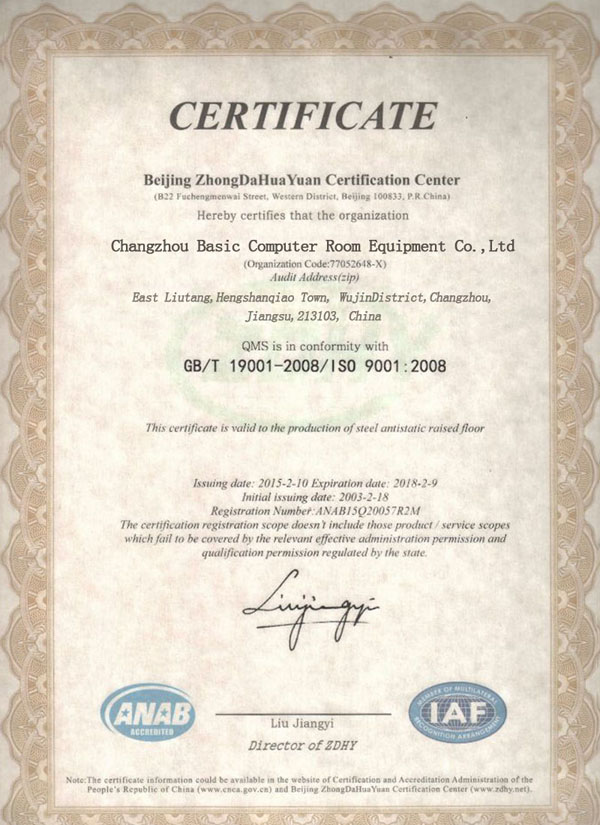 CERTIFICATE
Beijing ZhongDaHuaYuan Certification Center
(B22 Fuchengmenwai Street, Western District, Beijing 100833, P.R.China)
Hereby certifies that the organization
Changzhou Basic Computer Room Equipment Co.,Ltd
(Organization Code:77052648-X)
Audit Address(zip)
East Liutang,Hengshanqiao Town, WujinDistrict,Changzhou,
Jiangsu,213103, China
QMS is in conformity with
GB/T 19001-2008/ISO 9001:2008
This certificate is valid to the production of steel antistatic raised floor
Issuing date: 2015-2-10 Expiration date: 2018-2-9
Initial issuing date: 2003-2-18
Registration Number:ANAB15Q20057R2M
The certification registration scope doesn't include those product / service scopes
which fail to be covered by the relevant effective administration permission and
qualification permission regulated by the state.
Liujiangyi
ANAB
ACCREDITED
MEMBER OF MULTILATERAL
IAF
RECOGNITION ARRANGEMENT
Liu Jiangyi
Director of ZDHY
Note:The certificate information could be available in the website of Certification and Accreditation Administration of the
People's Republic of China (www.cnca.gov.cn) and Beijing ZhongDaHuaYuan Certification Center (www.zdhy.net).